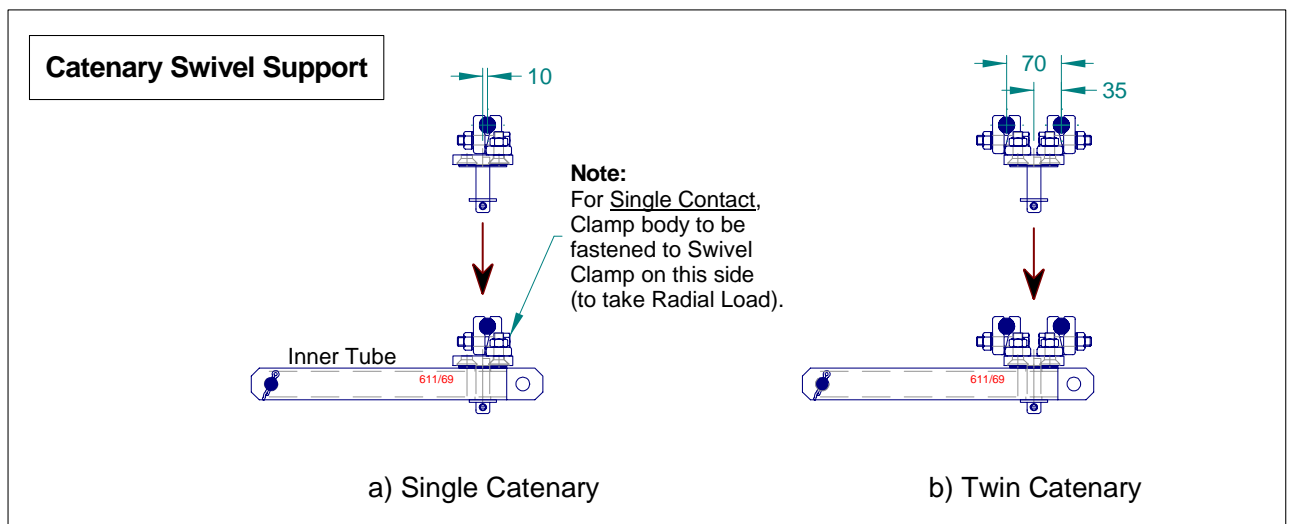 Catenary Swivel Support
10
70
35
Note:
For Single Contact,
Clamp body to be
fastened to Swivel
Clamp on this side
(to take Radial Load).
Inner Tube
611/69
611/69
a) Single Catenary
b) Twin Catenary